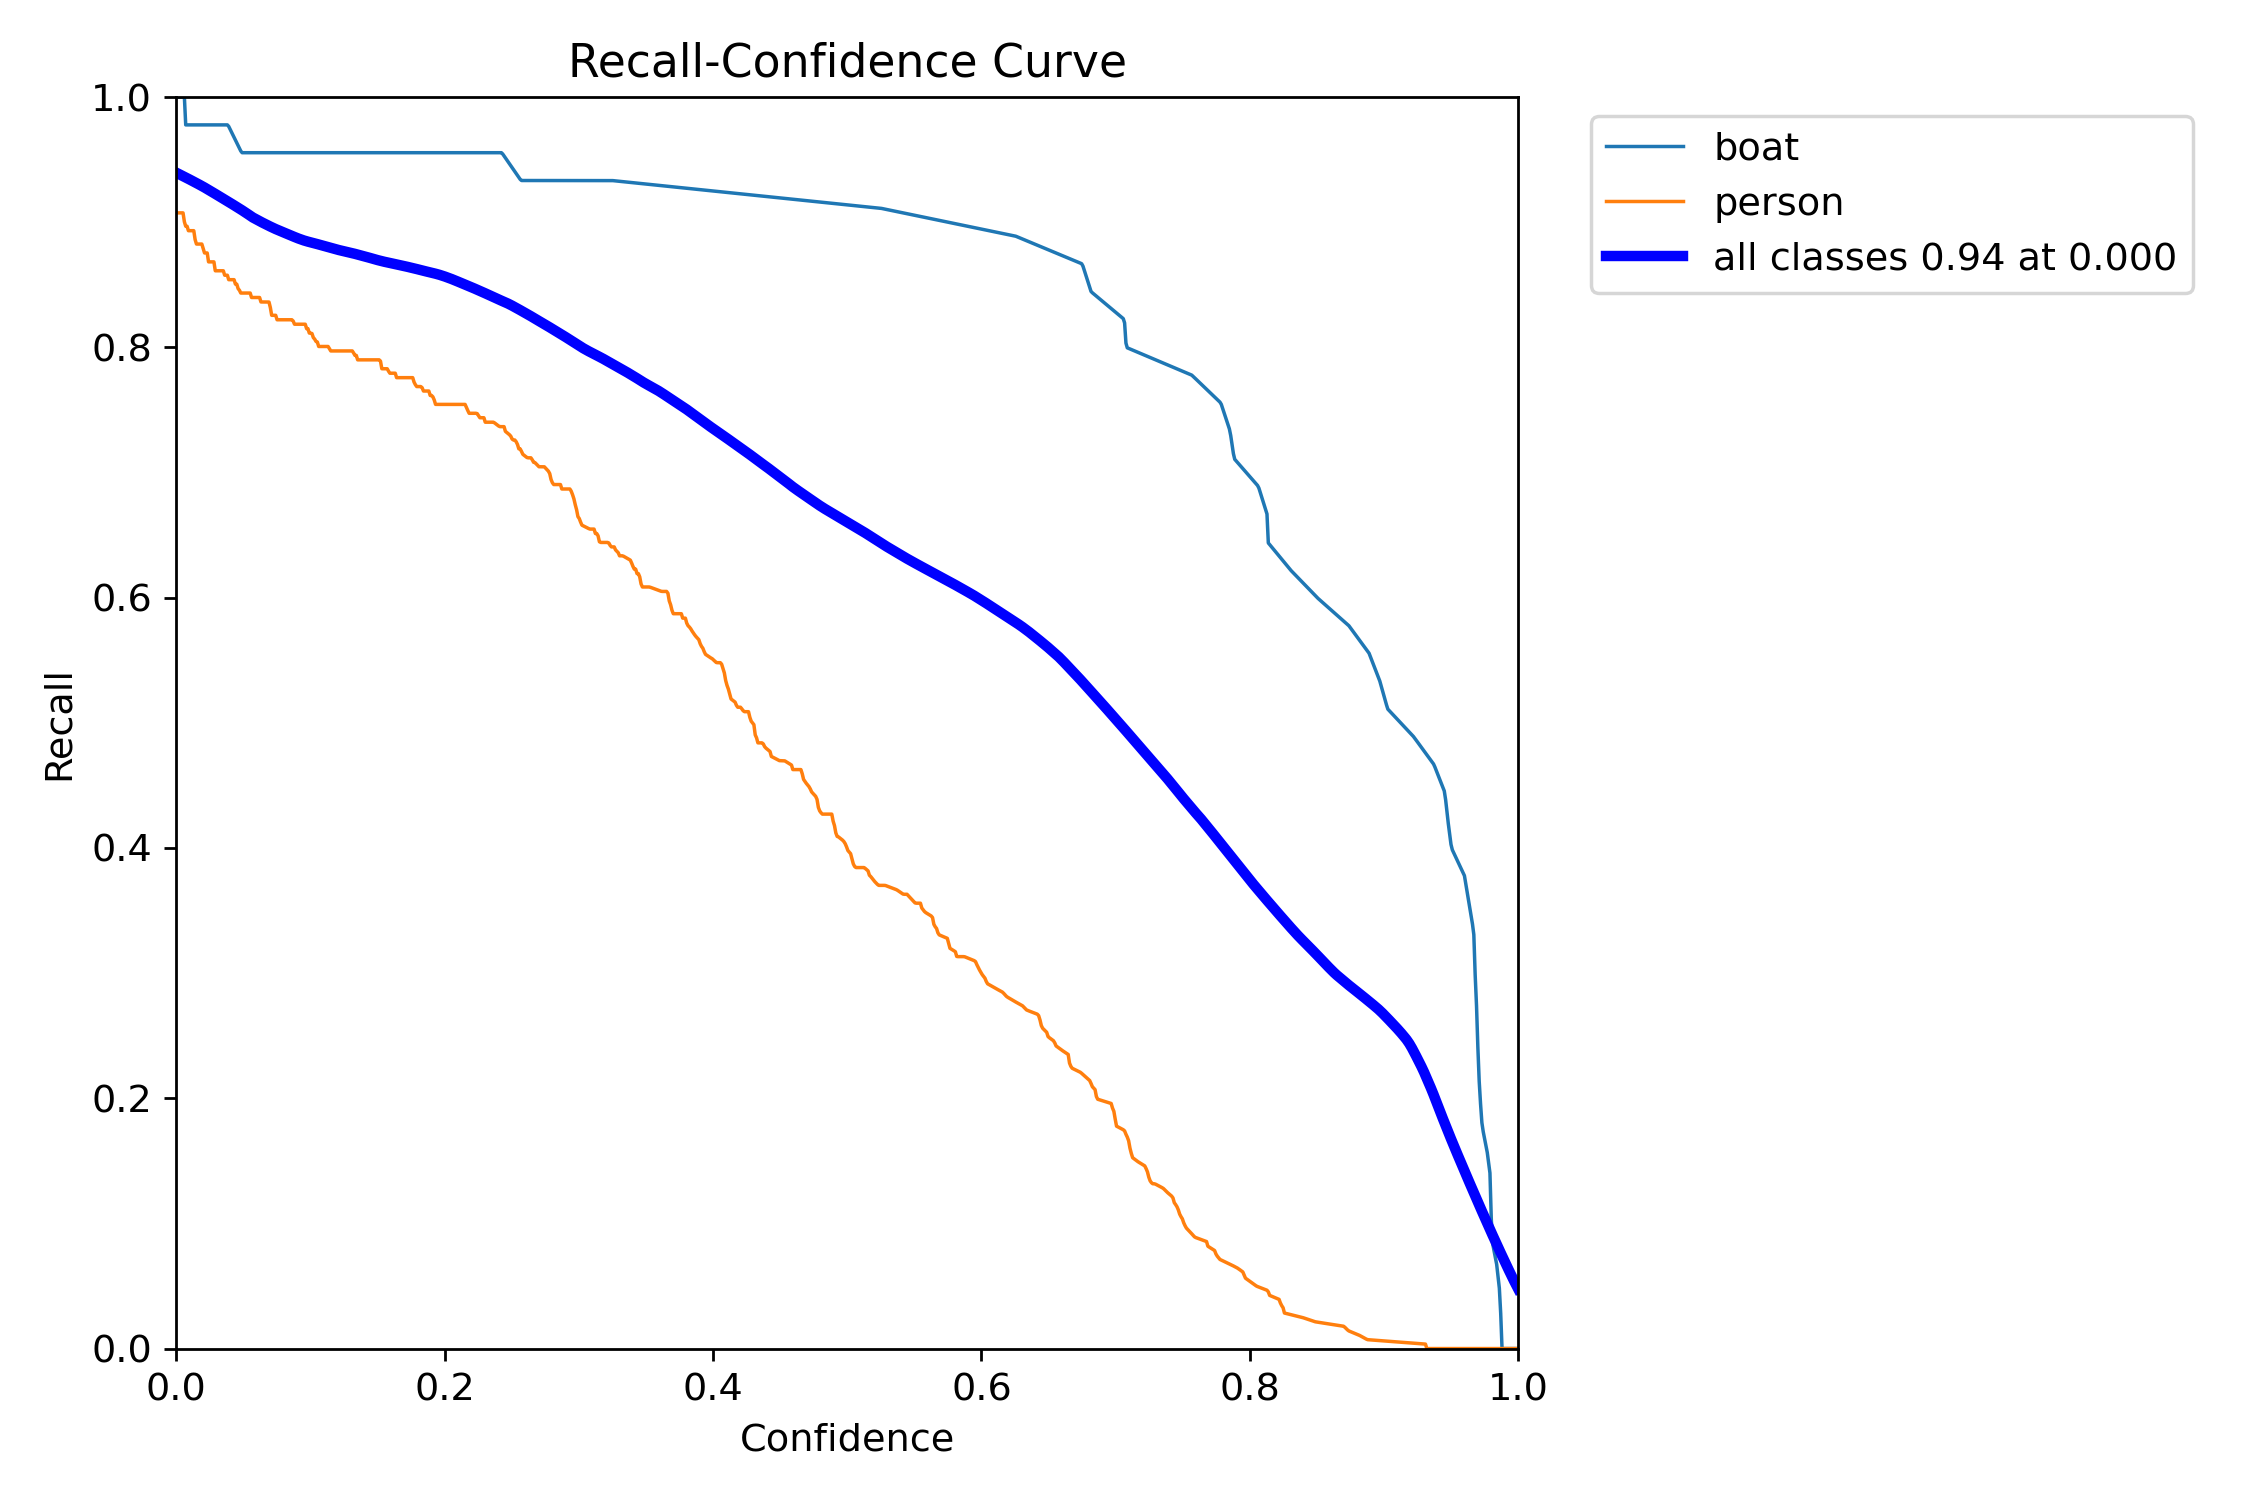 Recall-Confidence Curve
1.0
0.8
0.6
0.4
0.2
0.0
Recall
0.0 0.2 0.4 0.6 0.8 1.0
Confidence
boat
person
all classes 0.94 at 0.000